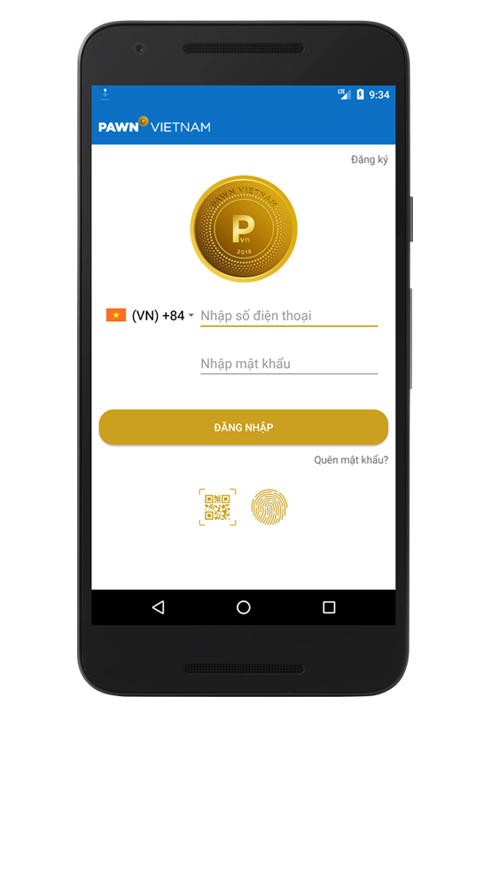 LTE 9:34
PAWN VIETNAM
Đăng ký
PAWN VIETNAM
P
vn
2018
(VN) +84 Nhập số điện thoại
Nhập mật khẩu
ĐĂNG NHẬP
Quên mật khẩu?